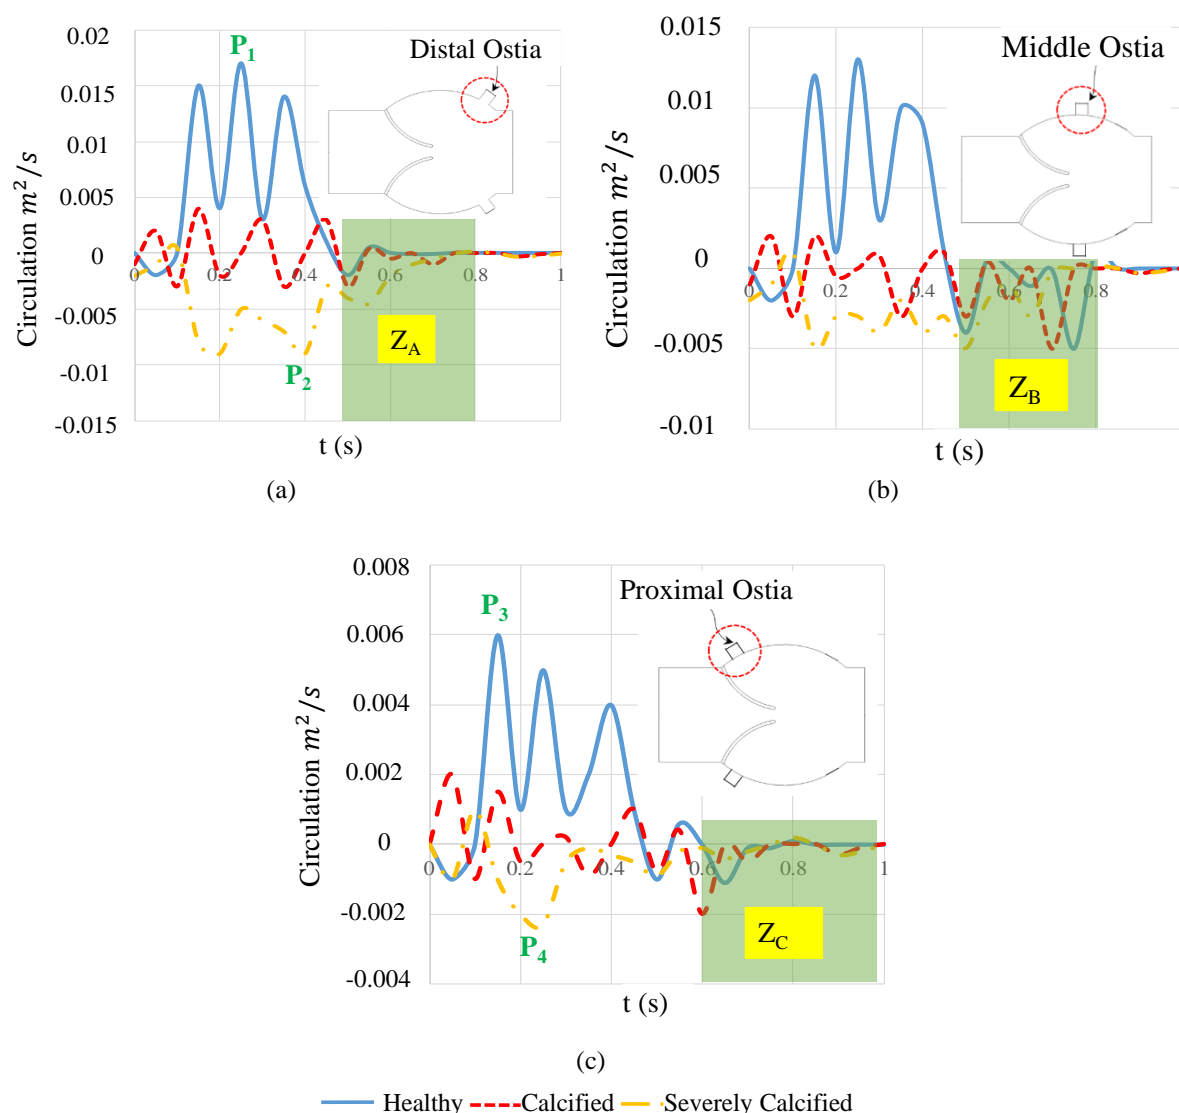 0.02
P1
Distal Ostia
0.015
0.01
0.005
0
-0.005
-0.01
-0.015
Circulation m²/s
0 0.2 0.4 0.6 0.8 1
ZA
P2
t (s)
(a)
0.015
Middle Ostia
0.01
0.005
0
-0.005
-0.01
Circulation m²/s
0 0.2 0.4 0.6 0.8
ZB
t (s)
(b)
0.008
Proximal Ostia
P3
0.006
0.004
0.002
0
-0.002
-0.004
Circulation m²/s
0 0.2 0.4 0.6 0.8 1
ZC
P4
t (s)
(c)
Healthy Calcified Severely Calcified